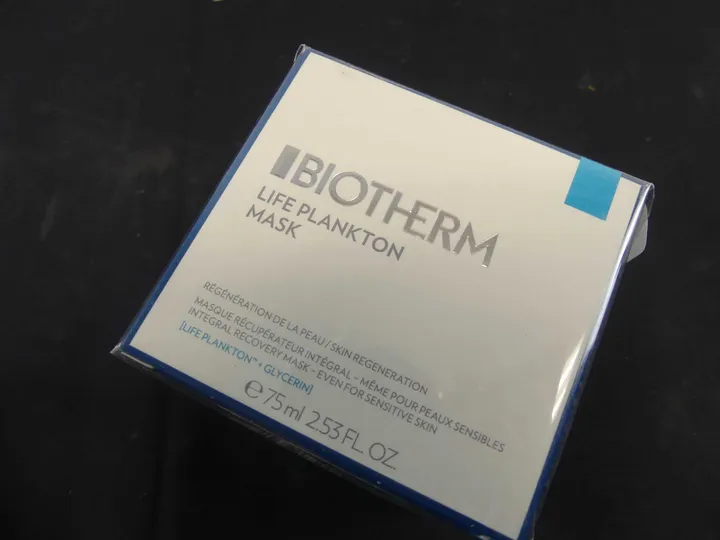 BIOTHERM
LIFE PLANKTON
MASK
RÉGÉNÉRATION DE LA PEAU / SKIN REGENERATION
MASQUE RÉCUPÉRATEUR INTÉGRAL - MÊME POUR PEAUX SENSIBLES
INTEGRAL RECOVERY MASK - EVEN FOR SENSITIVE SKIN
[LIFE PLANKTON™ + GLYCERIN]
℮ 75 ml 2.53 FL. OZ.